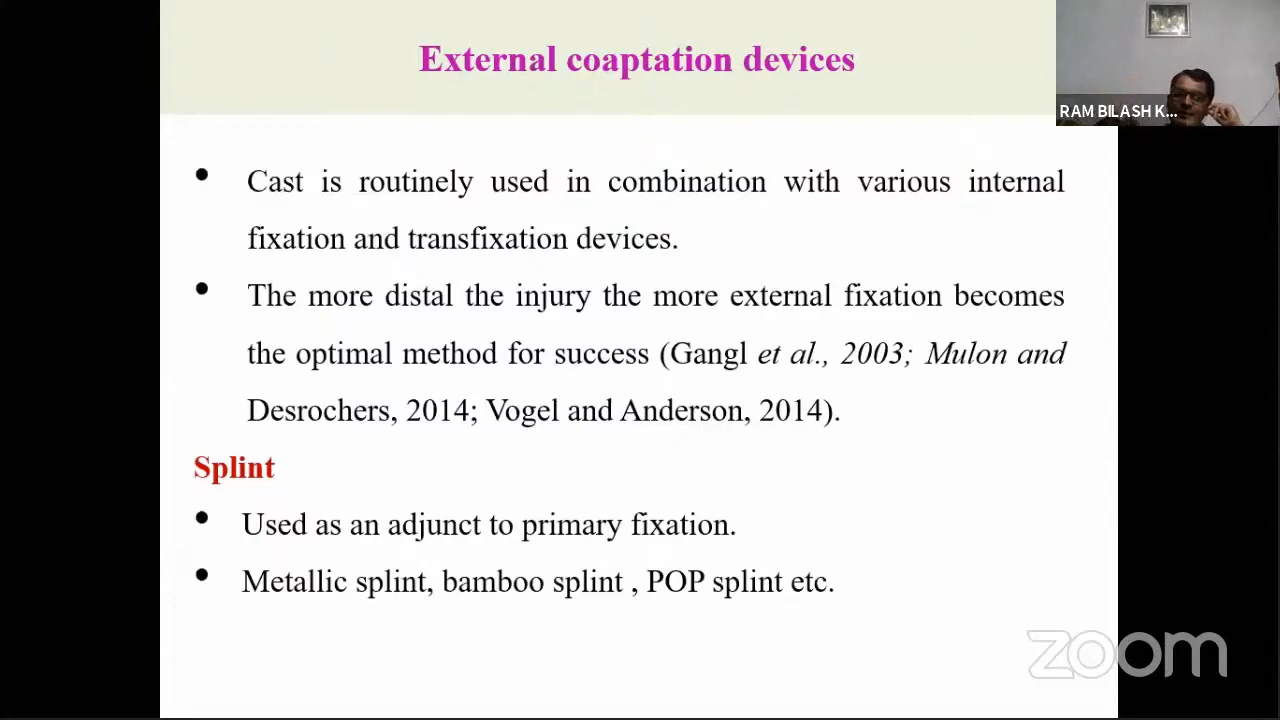 External coaptation devices
RAM BILASH K...
• Cast is routinely used in combination with various internal
fixation and transfixation devices.
• The more distal the injury the more external fixation becomes
the optimal method for success (Gangl et al., 2003; Mulon and
Desrochers, 2014; Vogel and Anderson, 2014).
Splint
• Used as an adjunct to primary fixation.
• Metallic splint, bamboo splint , POP splint etc.
zoom